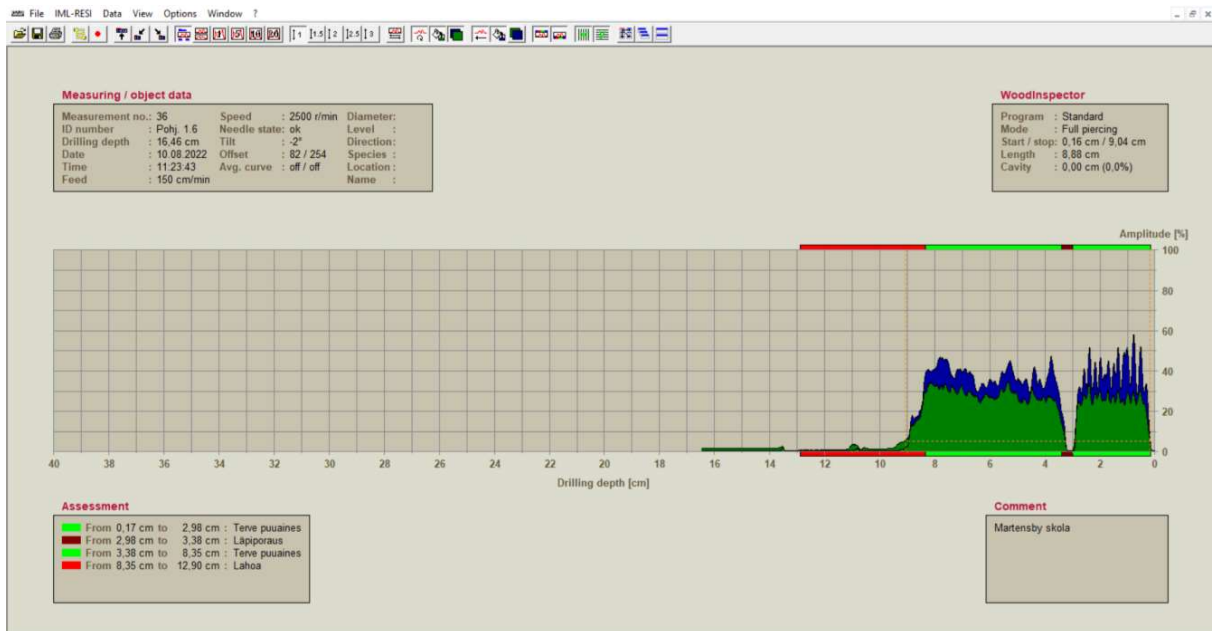 File IML-RESI Data View Options Window ?
1 1.5 2 2.5 3
Measuring / object data
Measurement no.: 36 Speed : 2500 r/min Diameter:
ID number : Pohj. 1.6 Needle state: ok Level :
Drilling depth : 16,46 cm Tilt : -2° Direction:
Date : 10.08.2022 Offset : 82 / 254 Species :
Time : 11:23:43 Avg. curve : off / off Location :
Feed : 150 cm/min Name :
WoodInspector
Program : Standard
Mode : Full piercing
Start / stop: 0,16 cm / 9,04 cm
Length : 8,88 cm
Cavity : 0,00 cm (0,0%)
Amplitude [%]
100
80
60
40
20
0
40 38 36 34 32 30 28 26 24 22 20 18 16 14 12 10 8 6 4 2 0
Drilling depth [cm]
Assessment
From 0,17 cm to 2,98 cm : Terve puuaines
From 2,98 cm to 3,38 cm : Läpiporaus
From 3,38 cm to 8,35 cm : Terve puuaines
From 8,35 cm to 12,90 cm : Lahoa
Comment
Martensby skola